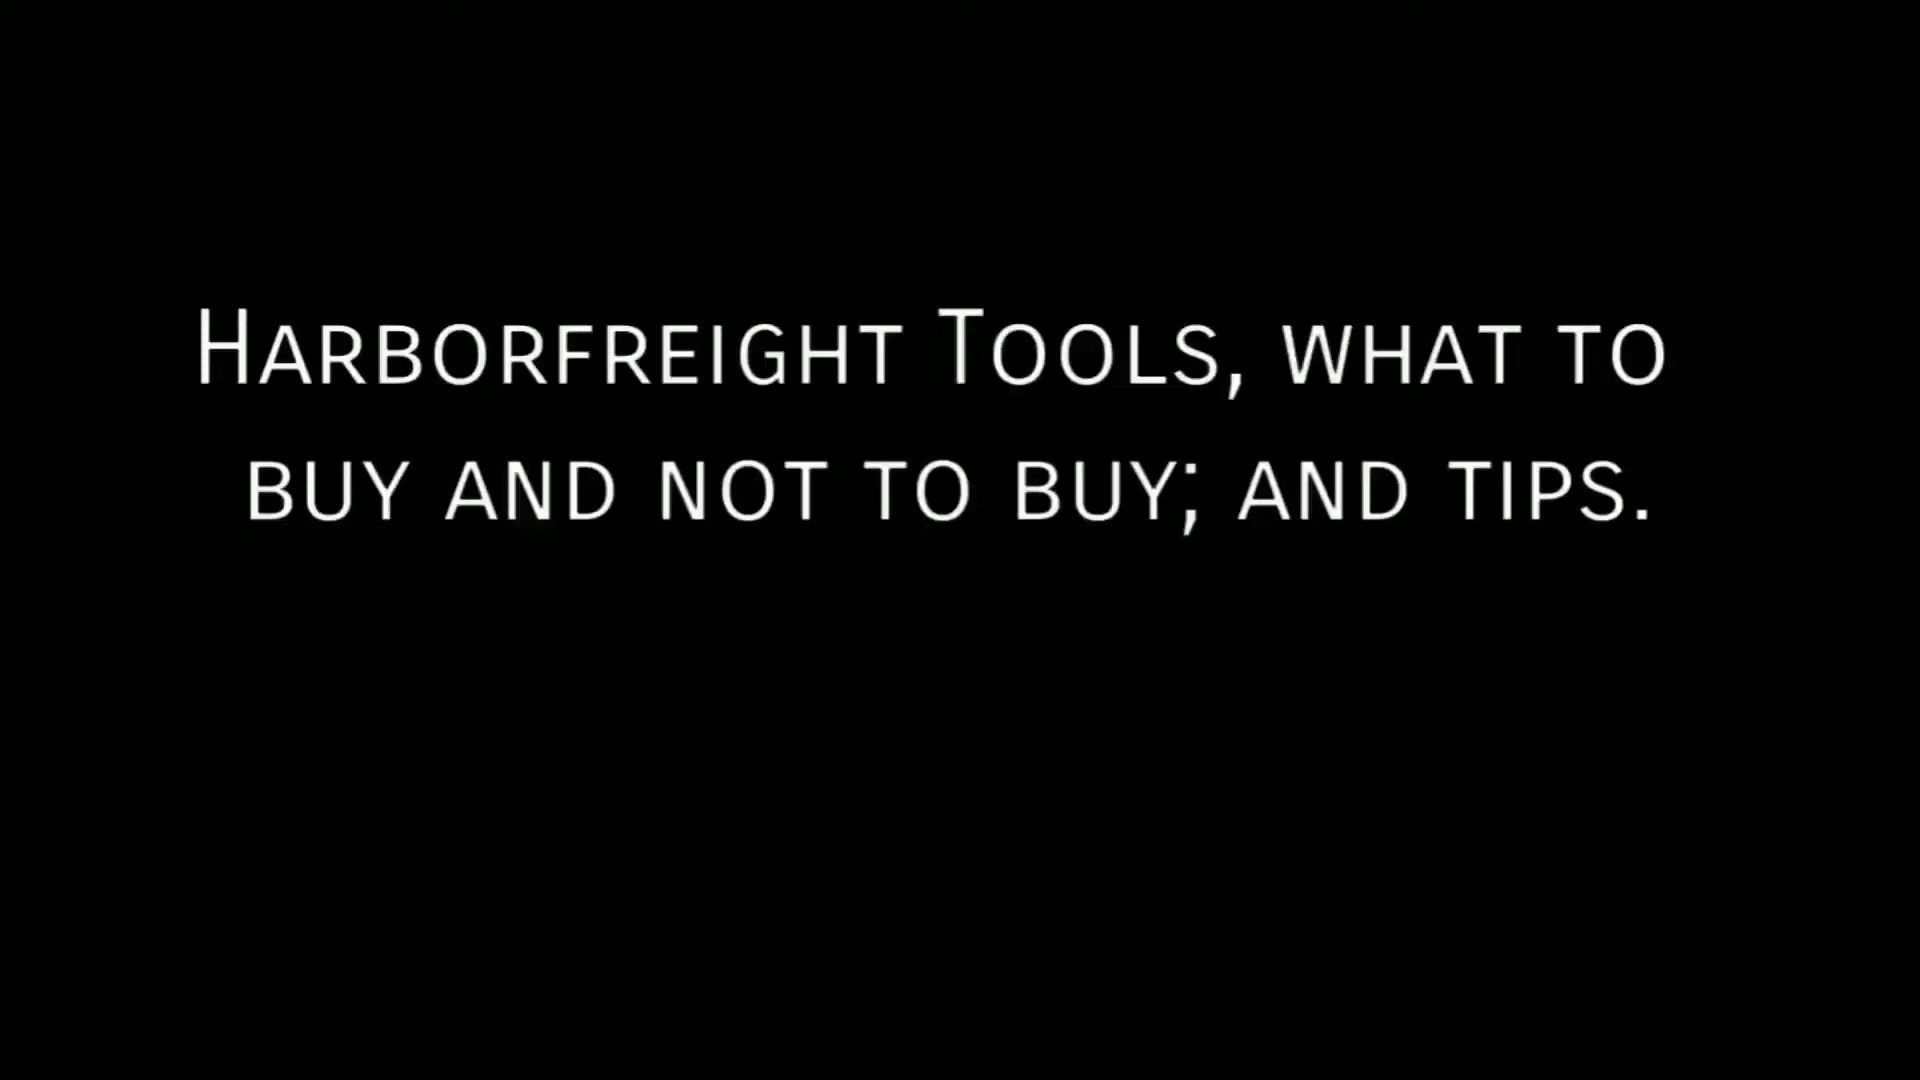 Harborfreight Tools, what to
buy and not to buy; and tips.